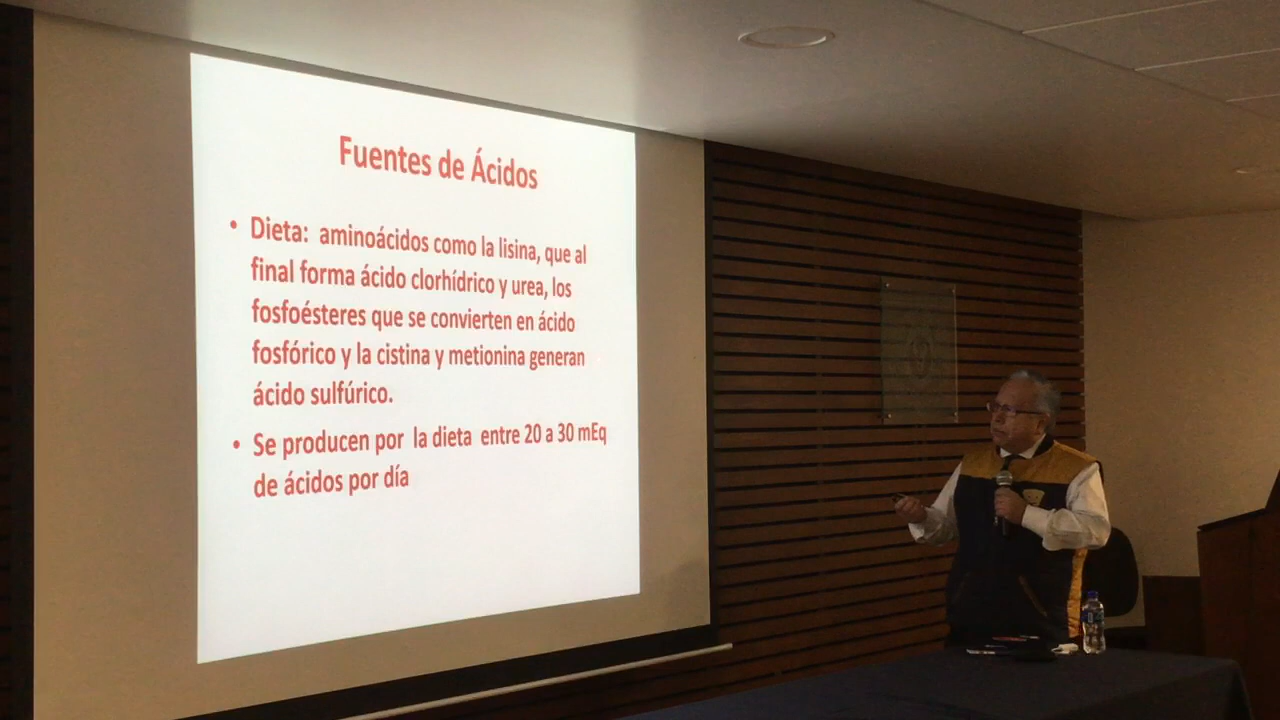 Fuentes de Ácidos
• Dieta: aminoácidos como la lisina, que al
final forma ácido clorhídrico y urea, los
fosfoésteres que se convierten en ácido
fosfórico y la cistina y metionina generan
ácido sulfúrico.
• Se producen por la dieta entre 20 a 30 mEq
de ácidos por día